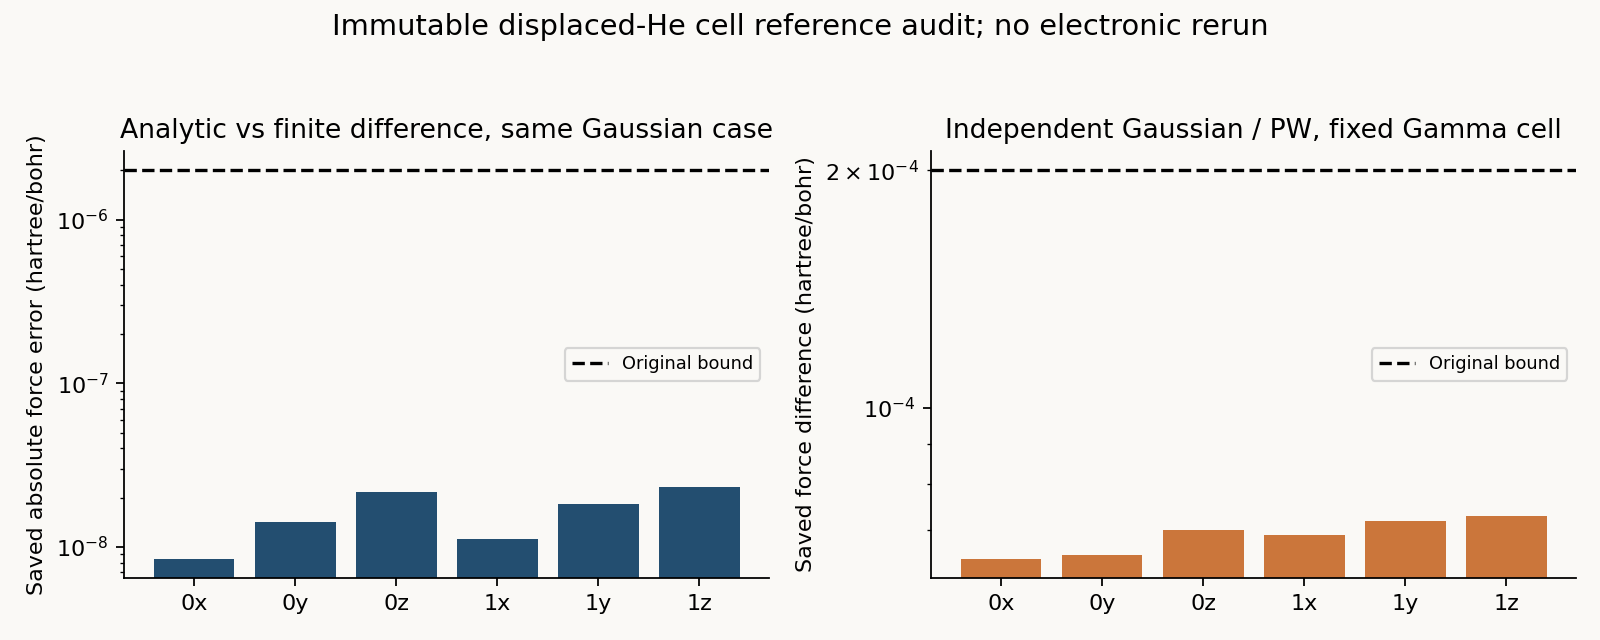 Immutable displaced-He cell reference audit; no electronic rerun
Analytic vs finite difference, same Gaussian case
Saved absolute force error (hartree/bohr)
10⁻⁶
10⁻⁷
10⁻⁸
Original bound
0x 0y 0z 1x 1y 1z
Independent Gaussian / PW, fixed Gamma cell
Saved force difference (hartree/bohr)
2 × 10⁻⁴
10⁻⁴
Original bound
0x 0y 0z 1x 1y 1z